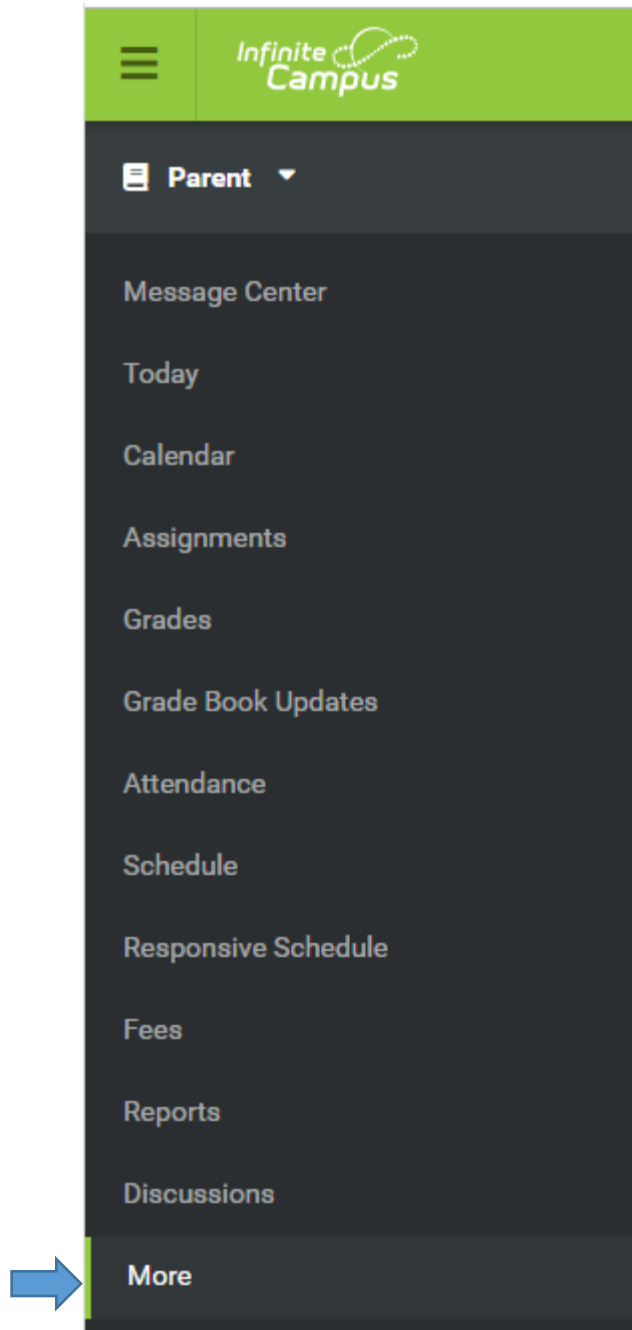 Infinite
Campus
Parent
Message Center
Today
Calendar
Assignments
Grades
Grade Book Updates
Attendance
Schedule
Responsive Schedule
Fees
Reports
Discussions
More